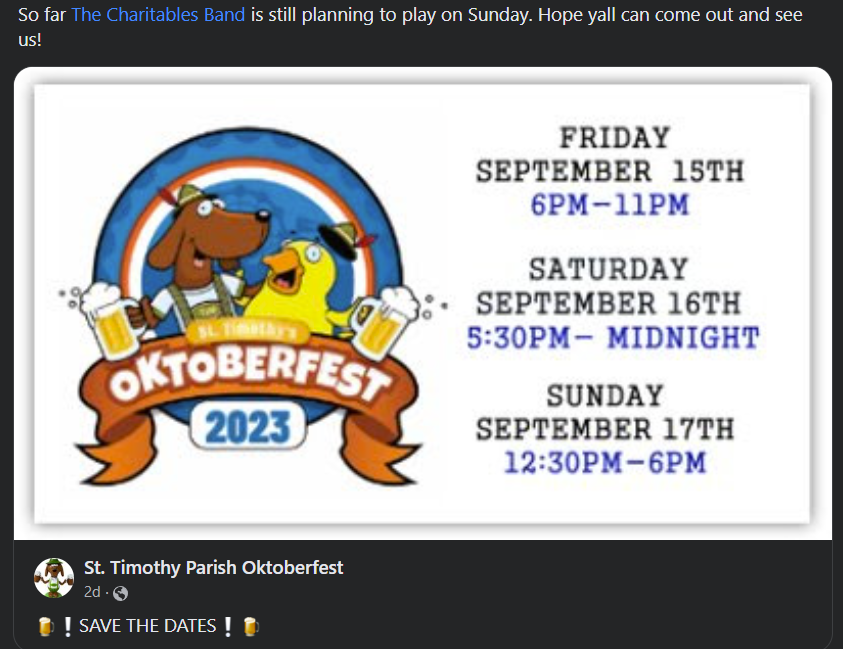 So far The Charitables Band is still planning to play on Sunday. Hope yall can come out and see
us!
St. Timothy's
OKTOBERFEST
2023
FRIDAY
SEPTEMBER 15TH
6PM-11PM
SATURDAY
SEPTEMBER 16TH
5:30PM- MIDNIGHT
SUNDAY
SEPTEMBER 17TH
12:30PM-6PM
St. Timothy Parish Oktoberfest
2d ·
🍺❗SAVE THE DATES❗🍺